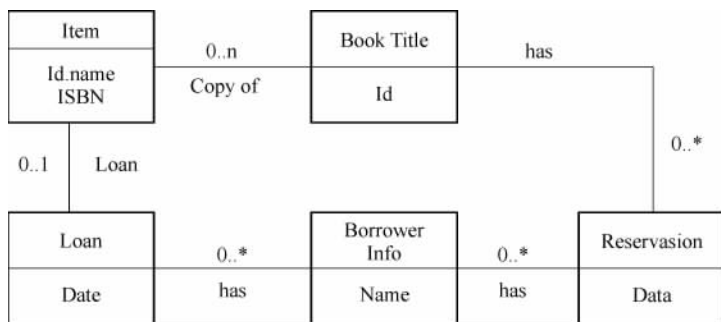 Item
Id.name
ISBN
0..n
Copy of
Book Title
Id
has
0..*
0..1
Loan
Loan
Date
0..*
has
Borrower
Info
Name
0..*
has
Reservasion
Data